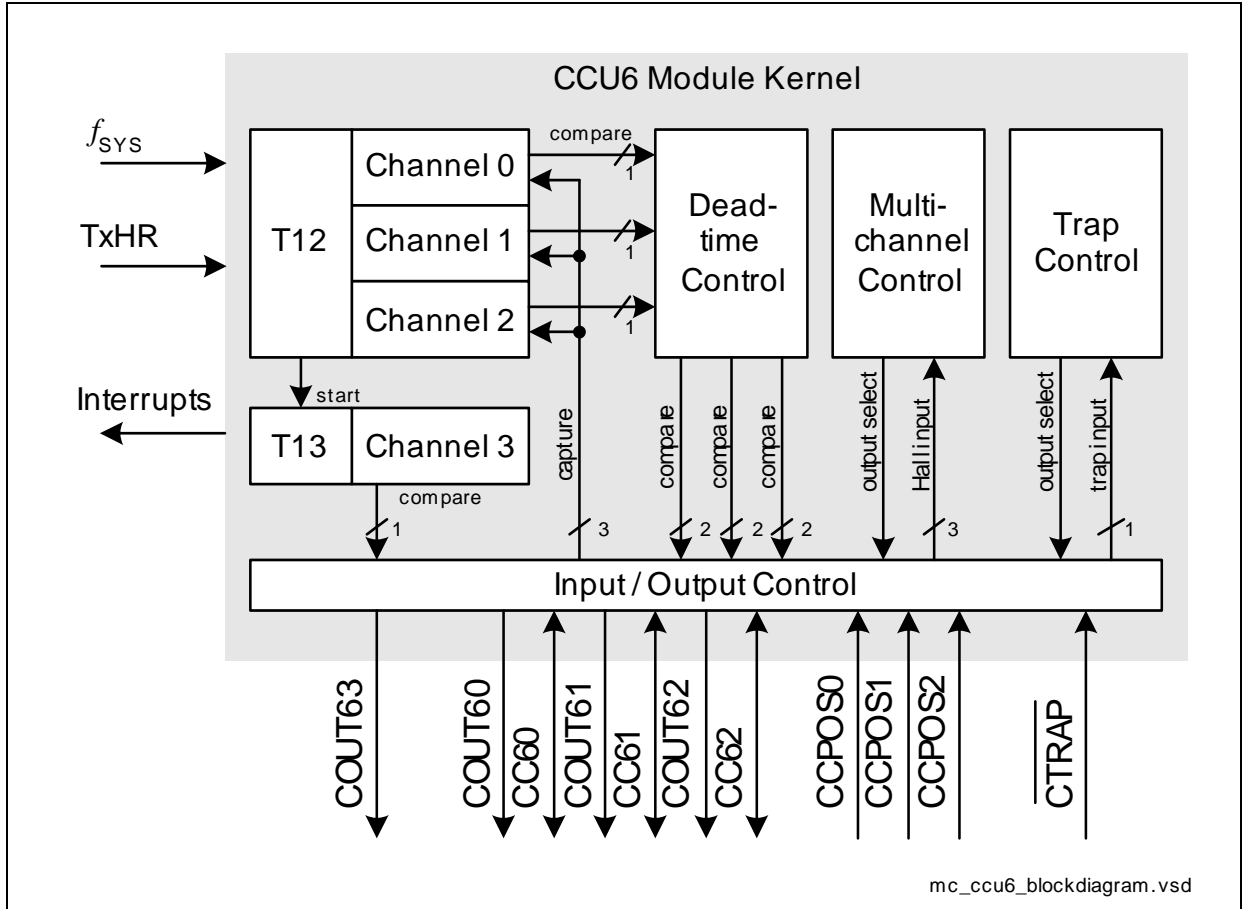 CCU6 Module Kernel
fSYS
TxHR
Interrupts
T12
Channel 0
Channel 1
Channel 2
compare
1
1
1
Dead-
time
Control
Multi-
channel
Control
Trap
Control
start
T13
Channel 3
compare
1
capture
3
compare
2
compare
2
compare
2
output select
Hall input
3
output select
trap input
1
Input / Output Control
COUT63
COUT60
CC60
COUT61
CC61
COUT62
CC62
CCPOS0
CCPOS1
CCPOS2
CTRAP
mc_ccu6_blockdiagram.vsd